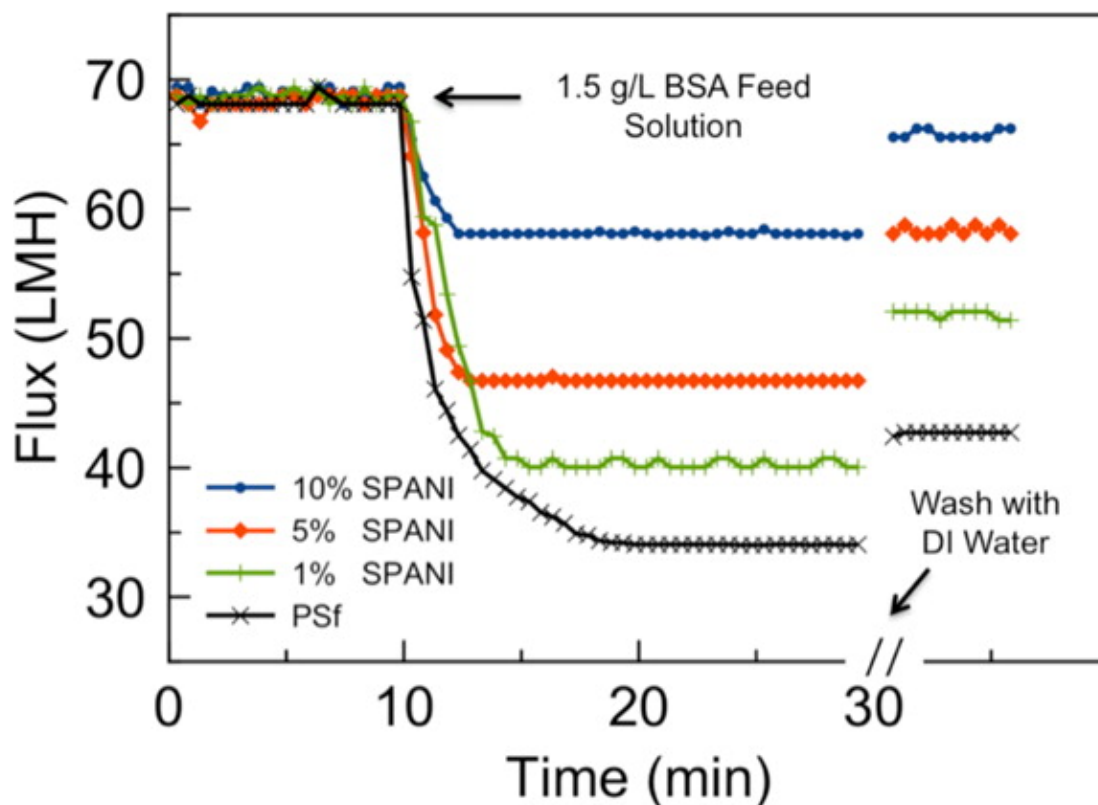 Flux (LMH)
70
60
50
40
30
1.5 g/L BSA Feed
Solution
10% SPANI
5% SPANI
1% SPANI
PSf
Wash with
DI Water
0
10
20
30
Time (min)